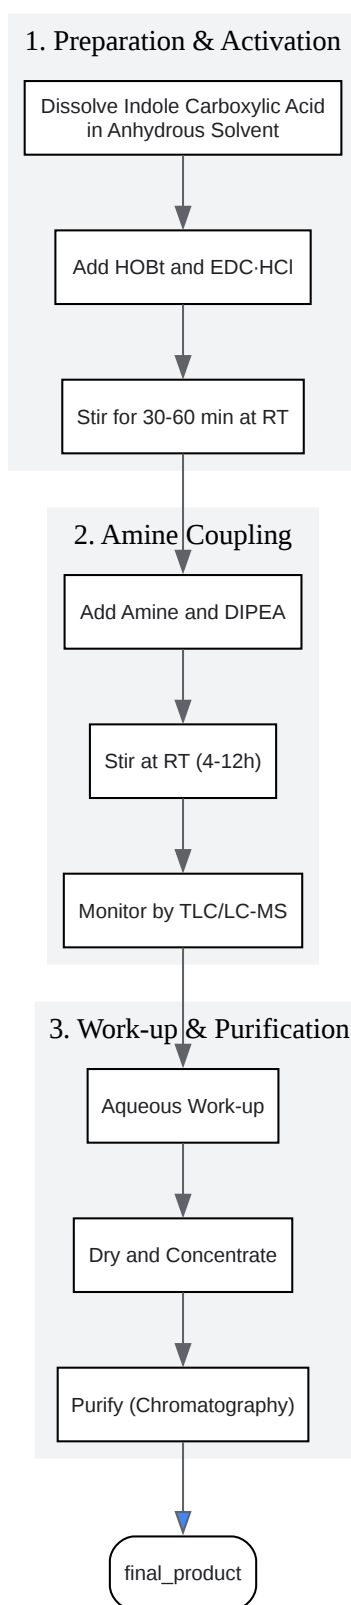 1. Preparation & Activation
Dissolve Indole Carboxylic Acid
in Anhydrous Solvent
Add HOBt and EDC·HCl
Stir for 30-60 min at RT
2. Amine Coupling
Add Amine and DIPEA
Stir at RT (4-12h)
Monitor by TLC/LC-MS
3. Work-up & Purification
Aqueous Work-up
Dry and Concentrate
Purify (Chromatography)
final_product